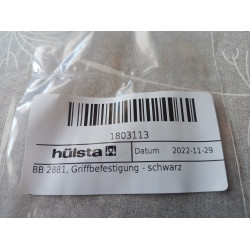 1803113
hülsta
Datum 2022-11-29
BB 2881, Griffbefestigung - schwarz